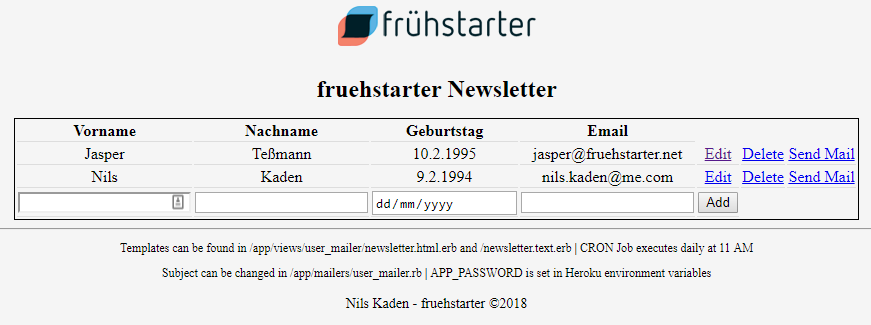 frühstarter
fruehstarter Newsletter
Vorname Nachname Geburtstag Email
Jasper Teßmann 10.2.1995 jasper@fruehstarter.net Edit Delete Send Mail
Nils Kaden 9.2.1994 nils.kaden@me.com Edit Delete Send Mail
dd/mm/yyyy Add
Templates can be found in /app/views/user_mailer/newsletter.html.erb and /newsletter.text.erb | CRON Job executes daily at 11 AM
Subject can be changed in /app/mailers/user_mailer.rb | APP_PASSWORD is set in Heroku environment variables
Nils Kaden - fruehstarter ©2018